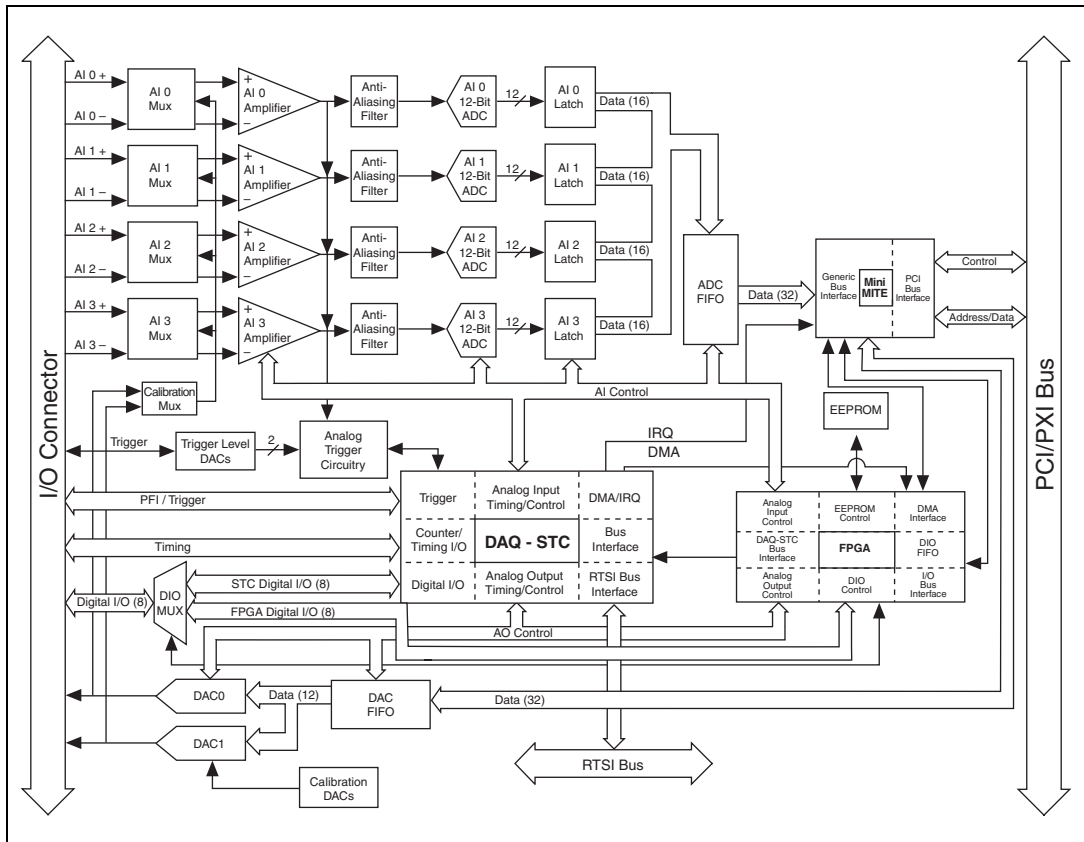 I/O Connector
PCI/PXI Bus
AI 0 +
AI 0 –
AI 0
Mux
+
AI 0
Amplifier
–
Anti-
Aliasing
Filter
AI 0
12-Bit
ADC
12
AI 0
Latch
Data (16)
AI 1 +
AI 1 –
AI 1
Mux
+
AI 1
Amplifier
–
Anti-
Aliasing
Filter
AI 1
12-Bit
ADC
12
AI 1
Latch
Data (16)
AI 2 +
AI 2 –
AI 2
Mux
+
AI 2
Amplifier
–
Anti-
Aliasing
Filter
AI 2
12-Bit
ADC
12
AI 2
Latch
Data (16)
AI 3 +
AI 3 –
AI 3
Mux
+
AI 3
Amplifier
–
Anti-
Aliasing
Filter
AI 3
12-Bit
ADC
12
AI 3
Latch
Data (16)
ADC
FIFO
Data (32)
Generic
Bus
Interface
Mini
MITE
PCI
Bus
Interface
Control
Address/Data
Calibration
Mux
AI Control
EEPROM
Trigger
Trigger Level
DACs
2
Analog
Trigger
Circuitry
IRQ
DMA
PFI / Trigger
Timing
Trigger
Analog Input
Timing/Control
DMA/IRQ
Counter/
Timing I/O
DAQ - STC
Bus
Interface
Digital I/O
Analog Output
Timing/Control
RTSI Bus
Interface
Analog
Input
Control
EEPROM
Control
DMA
Interface
DAQ-STC
Bus
Interface
FPGA
DIO
FIFO
Analog
Output
Control
DIO
Control
I/O
Bus
Interface
Digital I/O (8)
DIO
MUX
STC Digital I/O (8)
FPGA Digital I/O (8)
AO Control
DAC0
Data (12)
DAC
FIFO
Data (32)
DAC1
Calibration
DACs
RTSI Bus